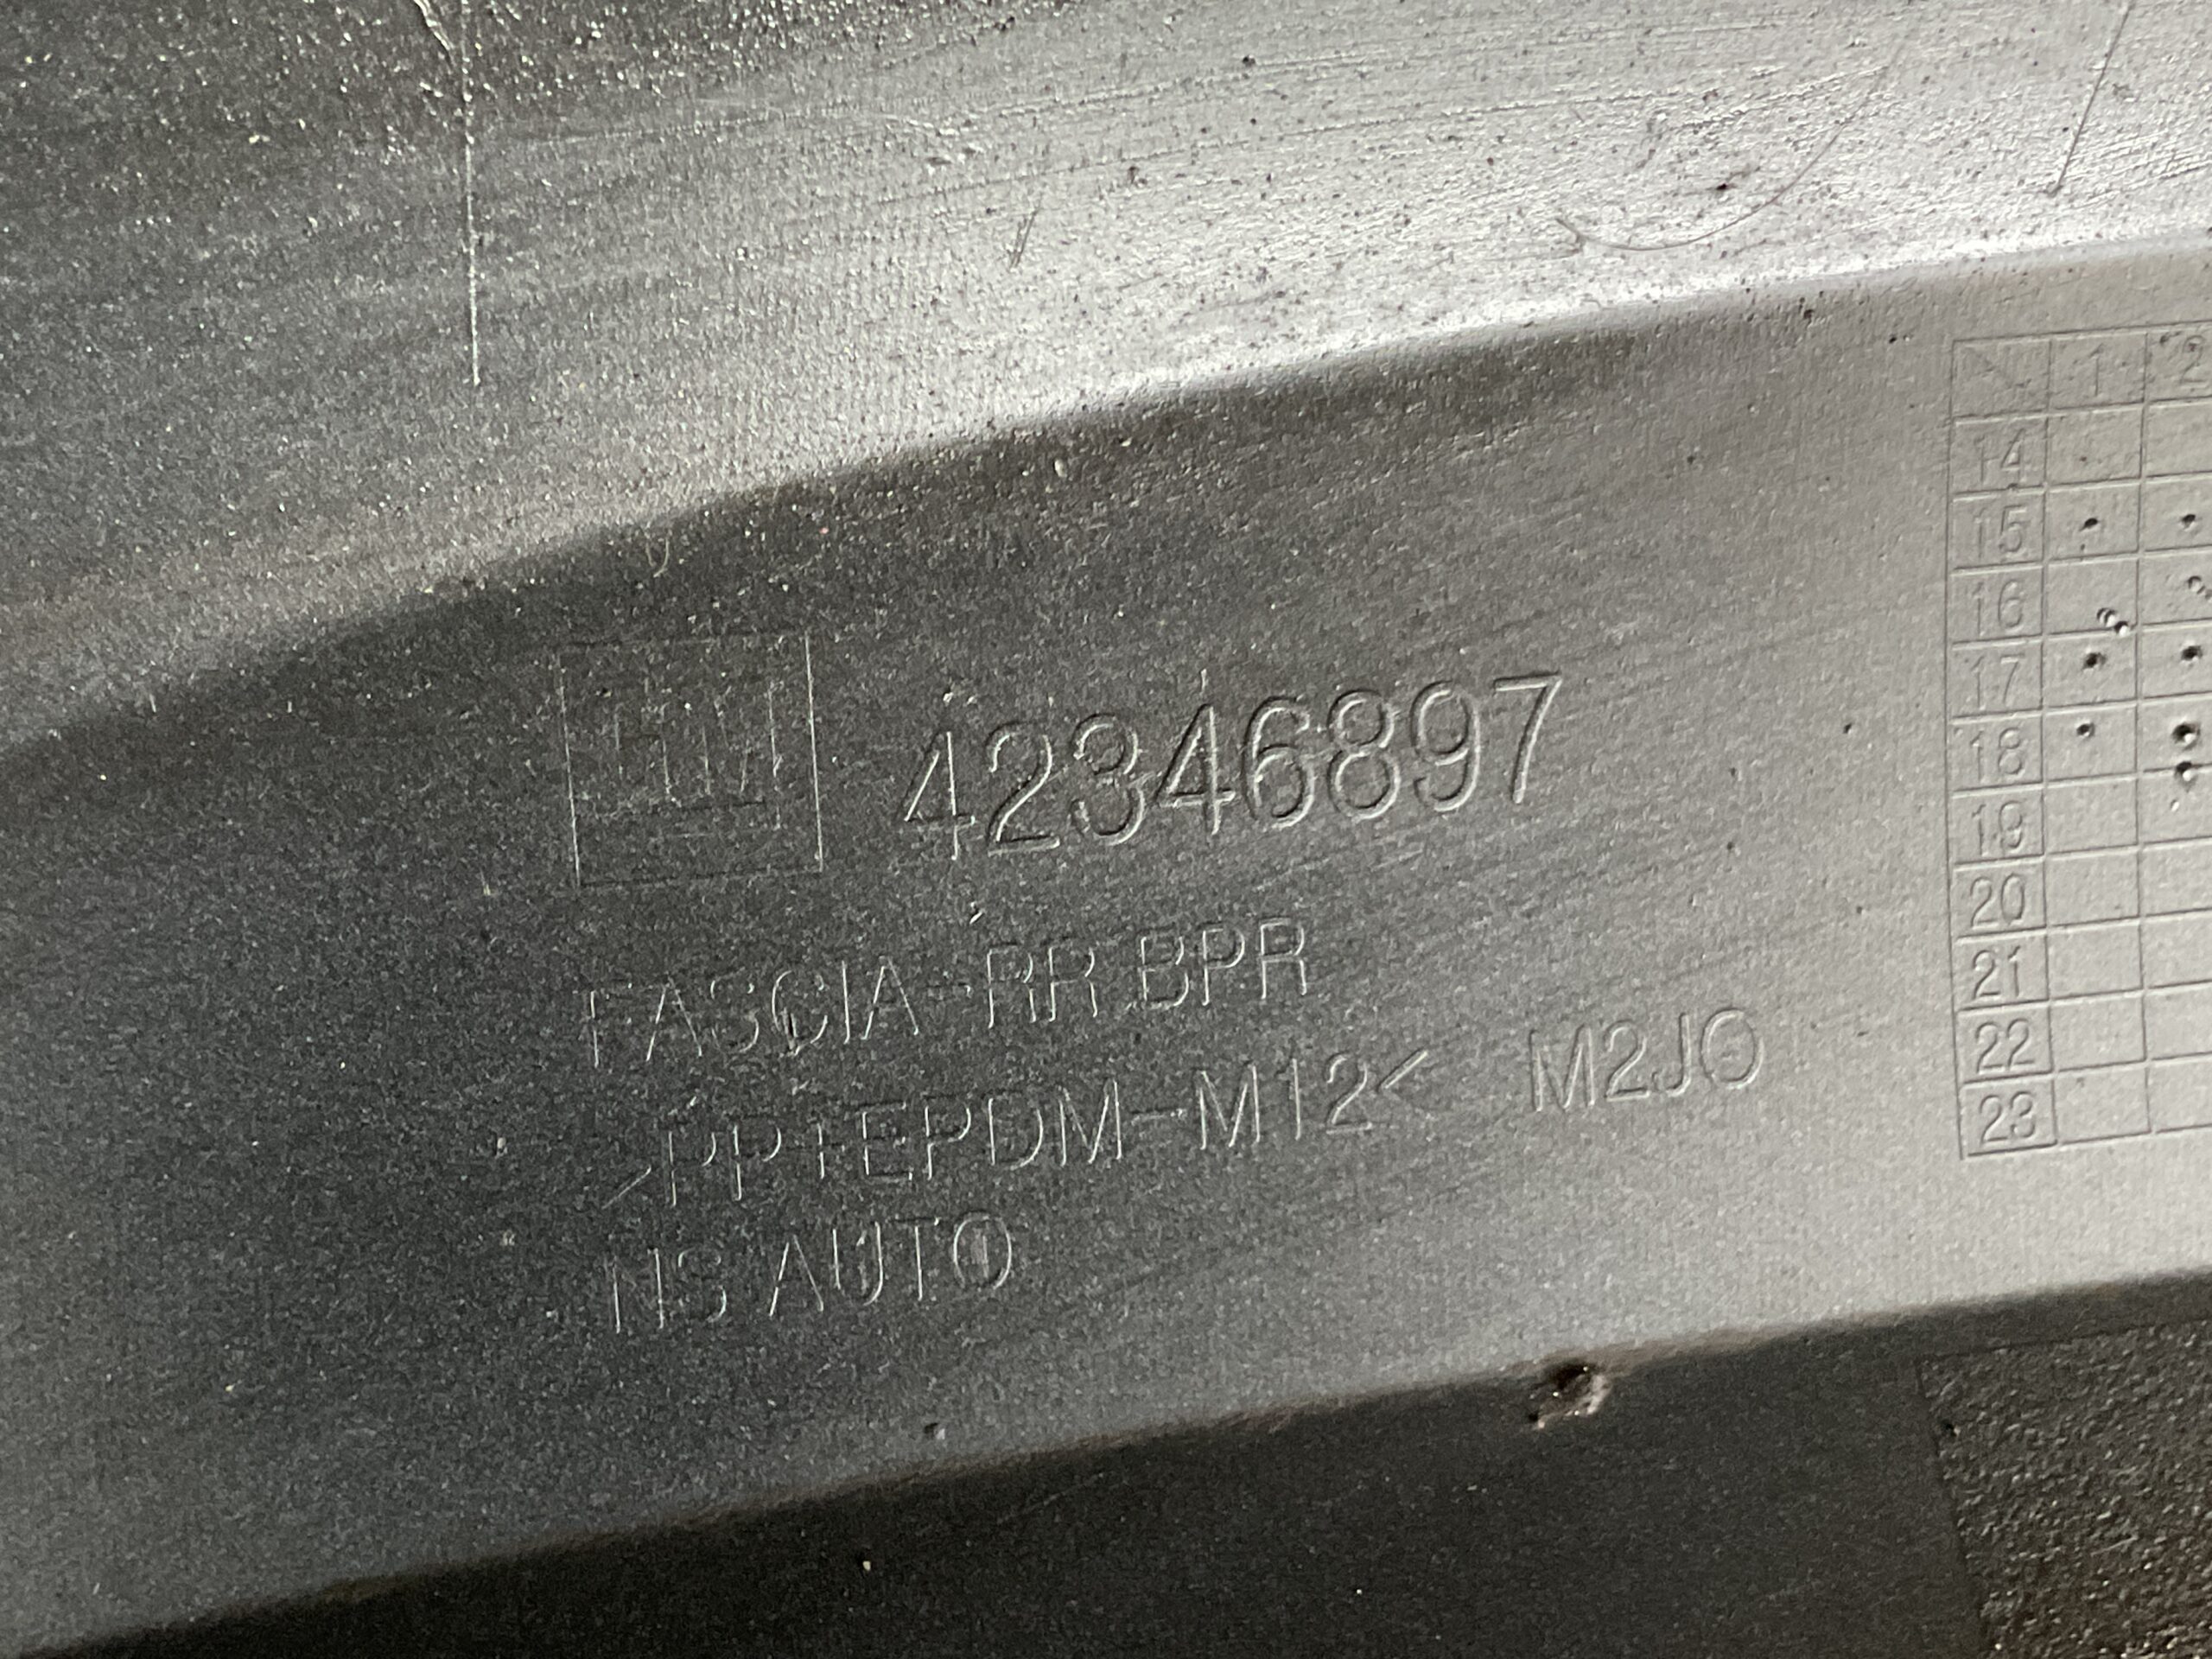 GM 42346897
FASCIA-RR BPR
>PP+EPDM-M12< M2JO
NS AUTO
1 2
14
15
16
17
18
19
20
21
22
23